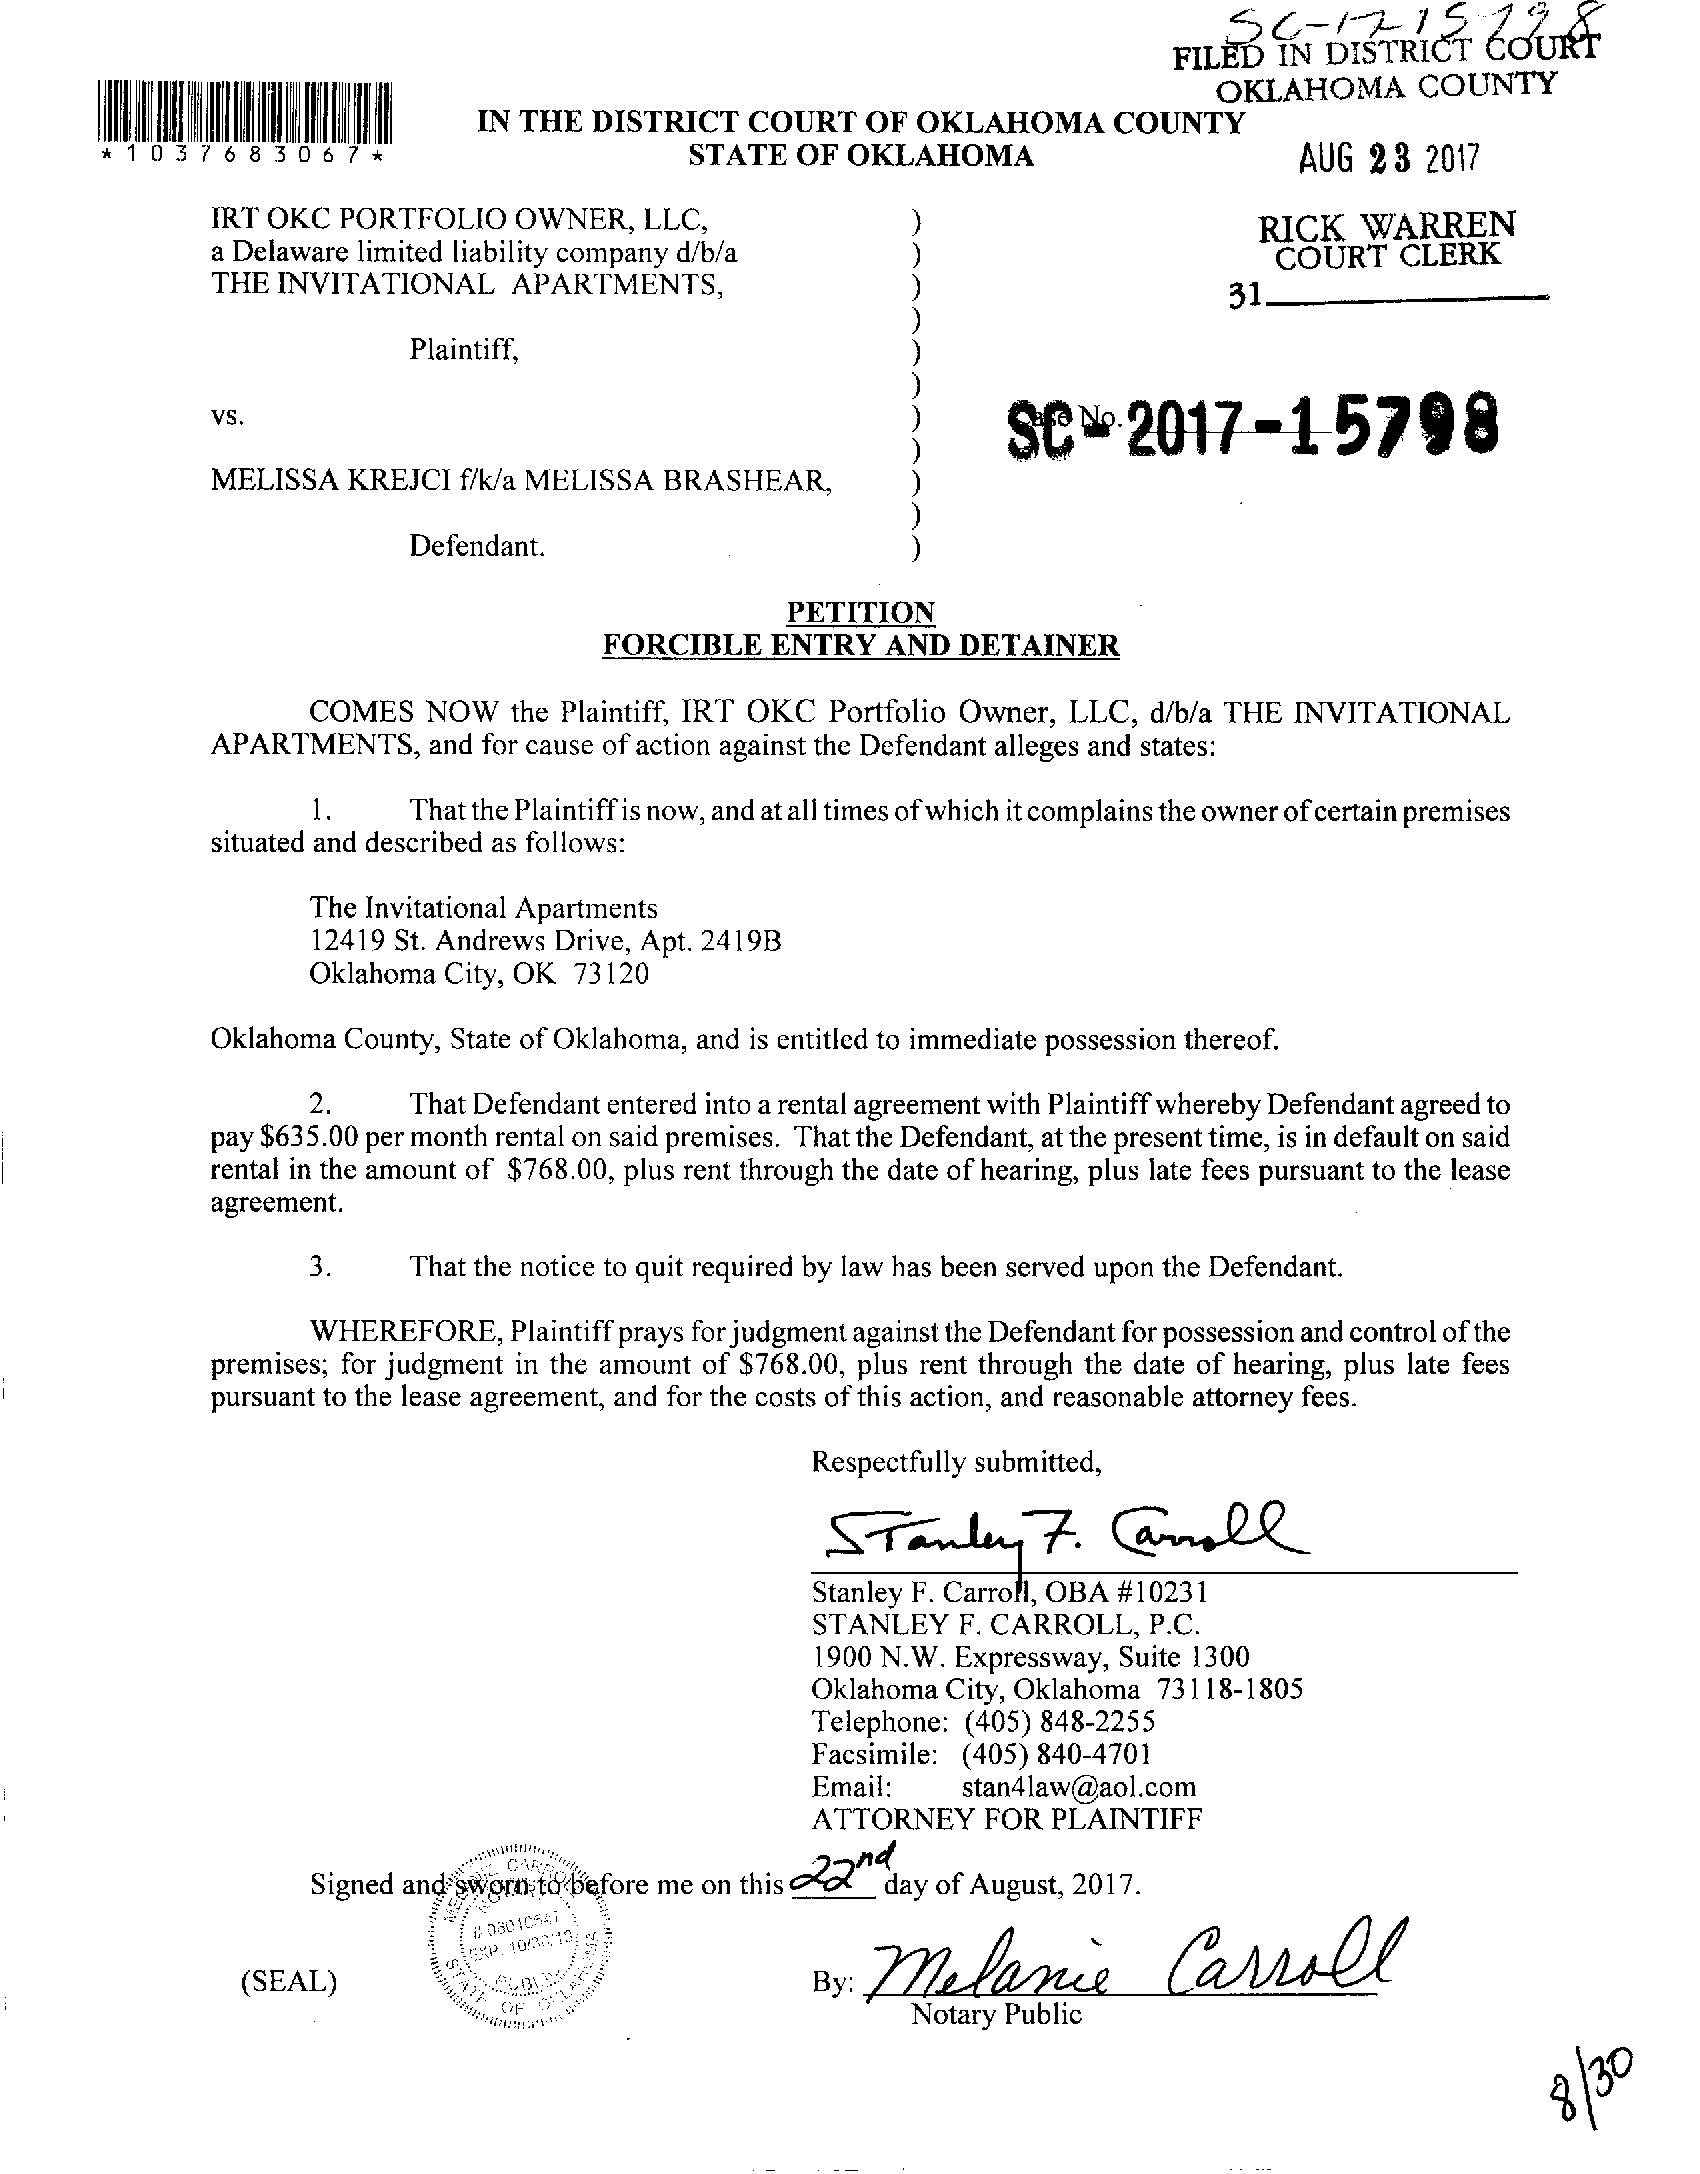 SC-17-15798
FILED IN DISTRICT COURT
OKLAHOMA COUNTY
*1037683067*
IN THE DISTRICT COURT OF OKLAHOMA COUNTY
STATE OF OKLAHOMA
AUG 23 2017
RICK WARREN
COURT CLERK
31
IRT OKC PORTFOLIO OWNER, LLC, )
a Delaware limited liability company d/b/a )
THE INVITATIONAL APARTMENTS, )
)
Plaintiff, )
)
vs. ) Case No. SC-2017-15798
)
MELISSA KREJCI f/k/a MELISSA BRASHEAR, )
)
Defendant. )
PETITION
FORCIBLE ENTRY AND DETAINER
COMES NOW the Plaintiff, IRT OKC Portfolio Owner, LLC, d/b/a THE INVITATIONAL
APARTMENTS, and for cause of action against the Defendant alleges and states:
1. That the Plaintiff is now, and at all times of which it complains the owner of certain premises
situated and described as follows:
The Invitational Apartments
12419 St. Andrews Drive, Apt. 2419B
Oklahoma City, OK 73120
Oklahoma County, State of Oklahoma, and is entitled to immediate possession thereof.
2. That Defendant entered into a rental agreement with Plaintiff whereby Defendant agreed to
pay $635.00 per month rental on said premises. That the Defendant, at the present time, is in default on said
rental in the amount of $768.00, plus rent through the date of hearing, plus late fees pursuant to the lease
agreement.
3. That the notice to quit required by law has been served upon the Defendant.
WHEREFORE, Plaintiff prays for judgment against the Defendant for possession and control of the
premises; for judgment in the amount of $768.00, plus rent through the date of hearing, plus late fees
pursuant to the lease agreement, and for the costs of this action, and reasonable attorney fees.
Respectfully submitted,
Stanley F. Carroll
Stanley F. Carroll, OBA #10231
STANLEY F. CARROLL, P.C.
1900 N.W. Expressway, Suite 1300
Oklahoma City, Oklahoma 73118-1805
Telephone: (405) 848-2255
Facsimile: (405) 840-4701
Email: stan4law@aol.com
ATTORNEY FOR PLAINTIFF
Signed and sworn to before me on this 22nd day of August, 2017.
(SEAL)
STATE OF
By: Melanie Carroll
Notary Public
8/30